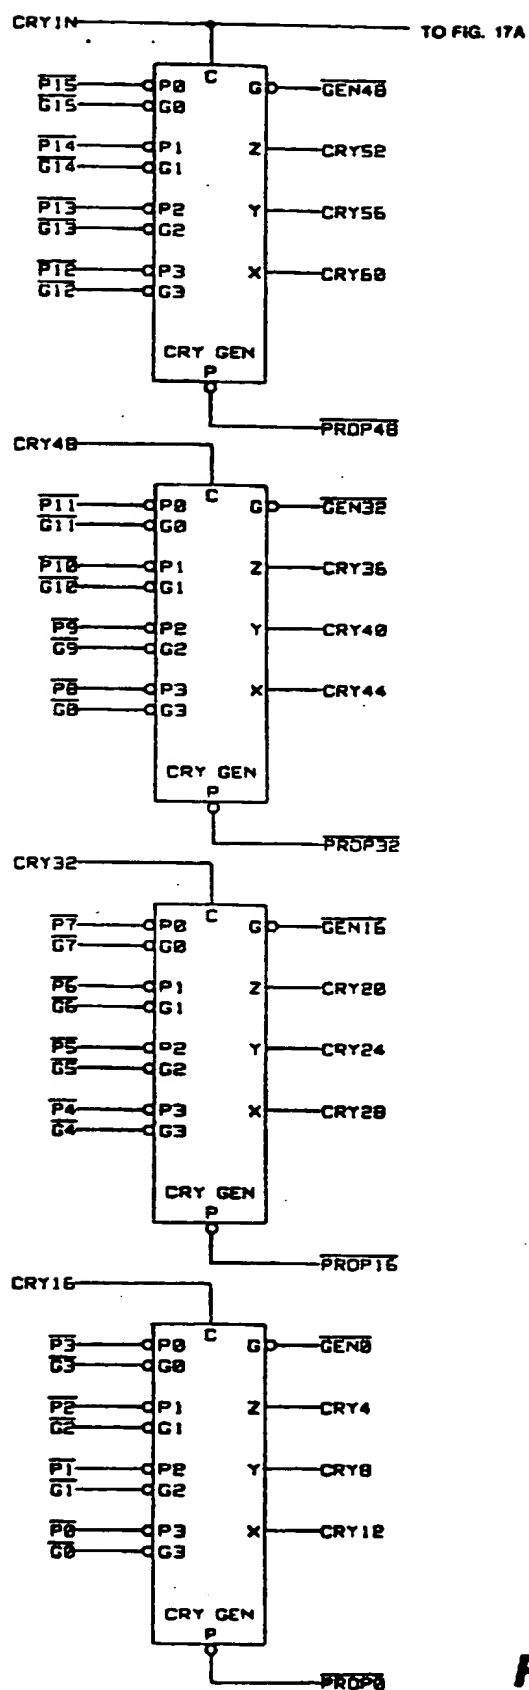 CRYIN
TO FIG. 17A
C
P15 P0 G GEN48
G15 G0
P14 P1 Z CRY52
G14 G1
P13 P2 Y CRY56
G13 G2
P12 P3 X CRY60
G12 G3
CRY GEN
P
PROP48
CRY48
C
P11 P0 G GEN32
G11 G0
P10 P1 Z CRY36
G10 G1
P9 P2 Y CRY40
G9 G2
P8 P3 X CRY44
G8 G3
CRY GEN
P
PROP32
CRY32
C
P7 P0 G GEN16
G7 G0
P6 P1 Z CRY20
G6 G1
P5 P2 Y CRY24
G5 G2
P4 P3 X CRY28
G4 G3
CRY GEN
P
PROP16
CRY16
C
P3 P0 G GEN0
G3 G0
P2 P1 Z CRY4
G2 G1
P1 P2 Y CRY8
G1 G2
P0 P3 X CRY12
G0 G3
CRY GEN
P
PROP0